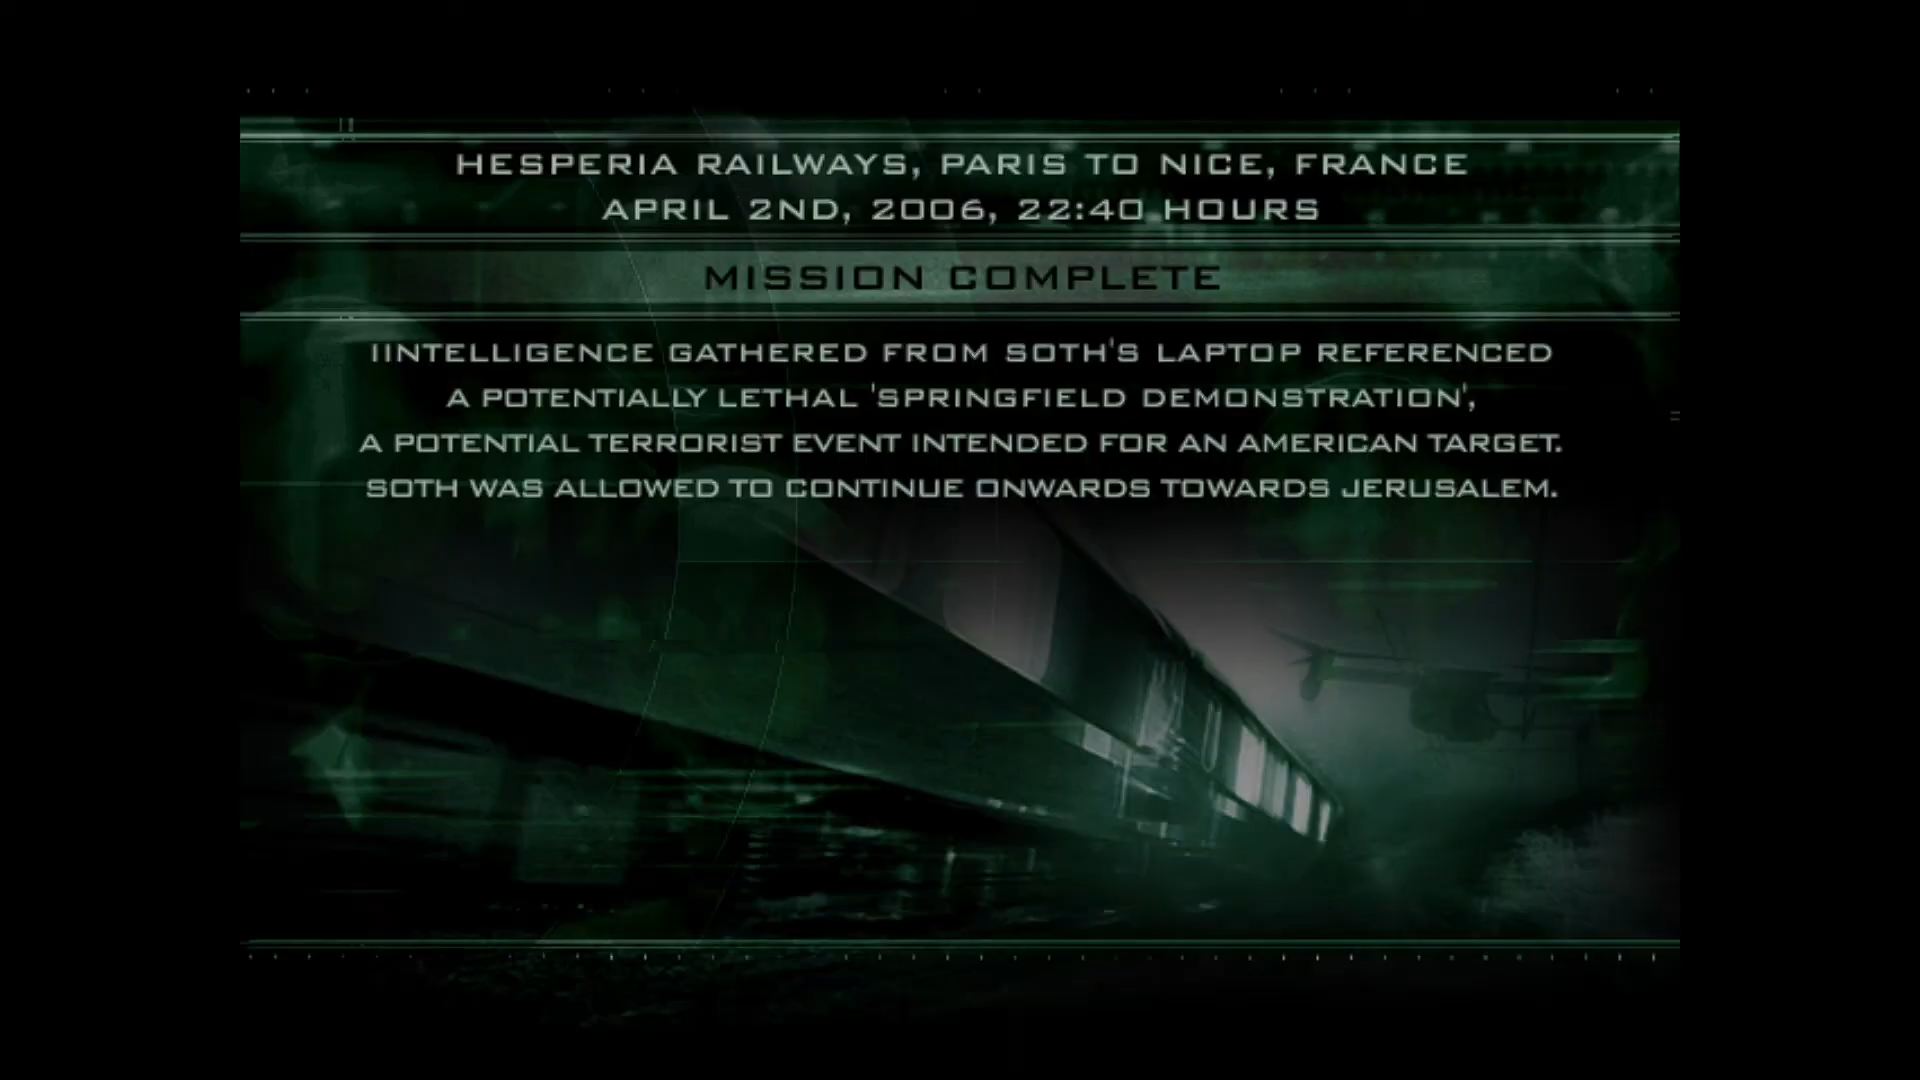 HESPERIA RAILWAYS, PARIS TO NICE, FRANCE
APRIL 2ND, 2006, 22:40 HOURS
MISSION COMPLETE
IINTELLIGENCE GATHERED FROM SOTH'S LAPTOP REFERENCED
A POTENTIALLY LETHAL 'SPRINGFIELD DEMONSTRATION',
A POTENTIAL TERRORIST EVENT INTENDED FOR AN AMERICAN TARGET.
SOTH WAS ALLOWED TO CONTINUE ONWARDS TOWARDS JERUSALEM.